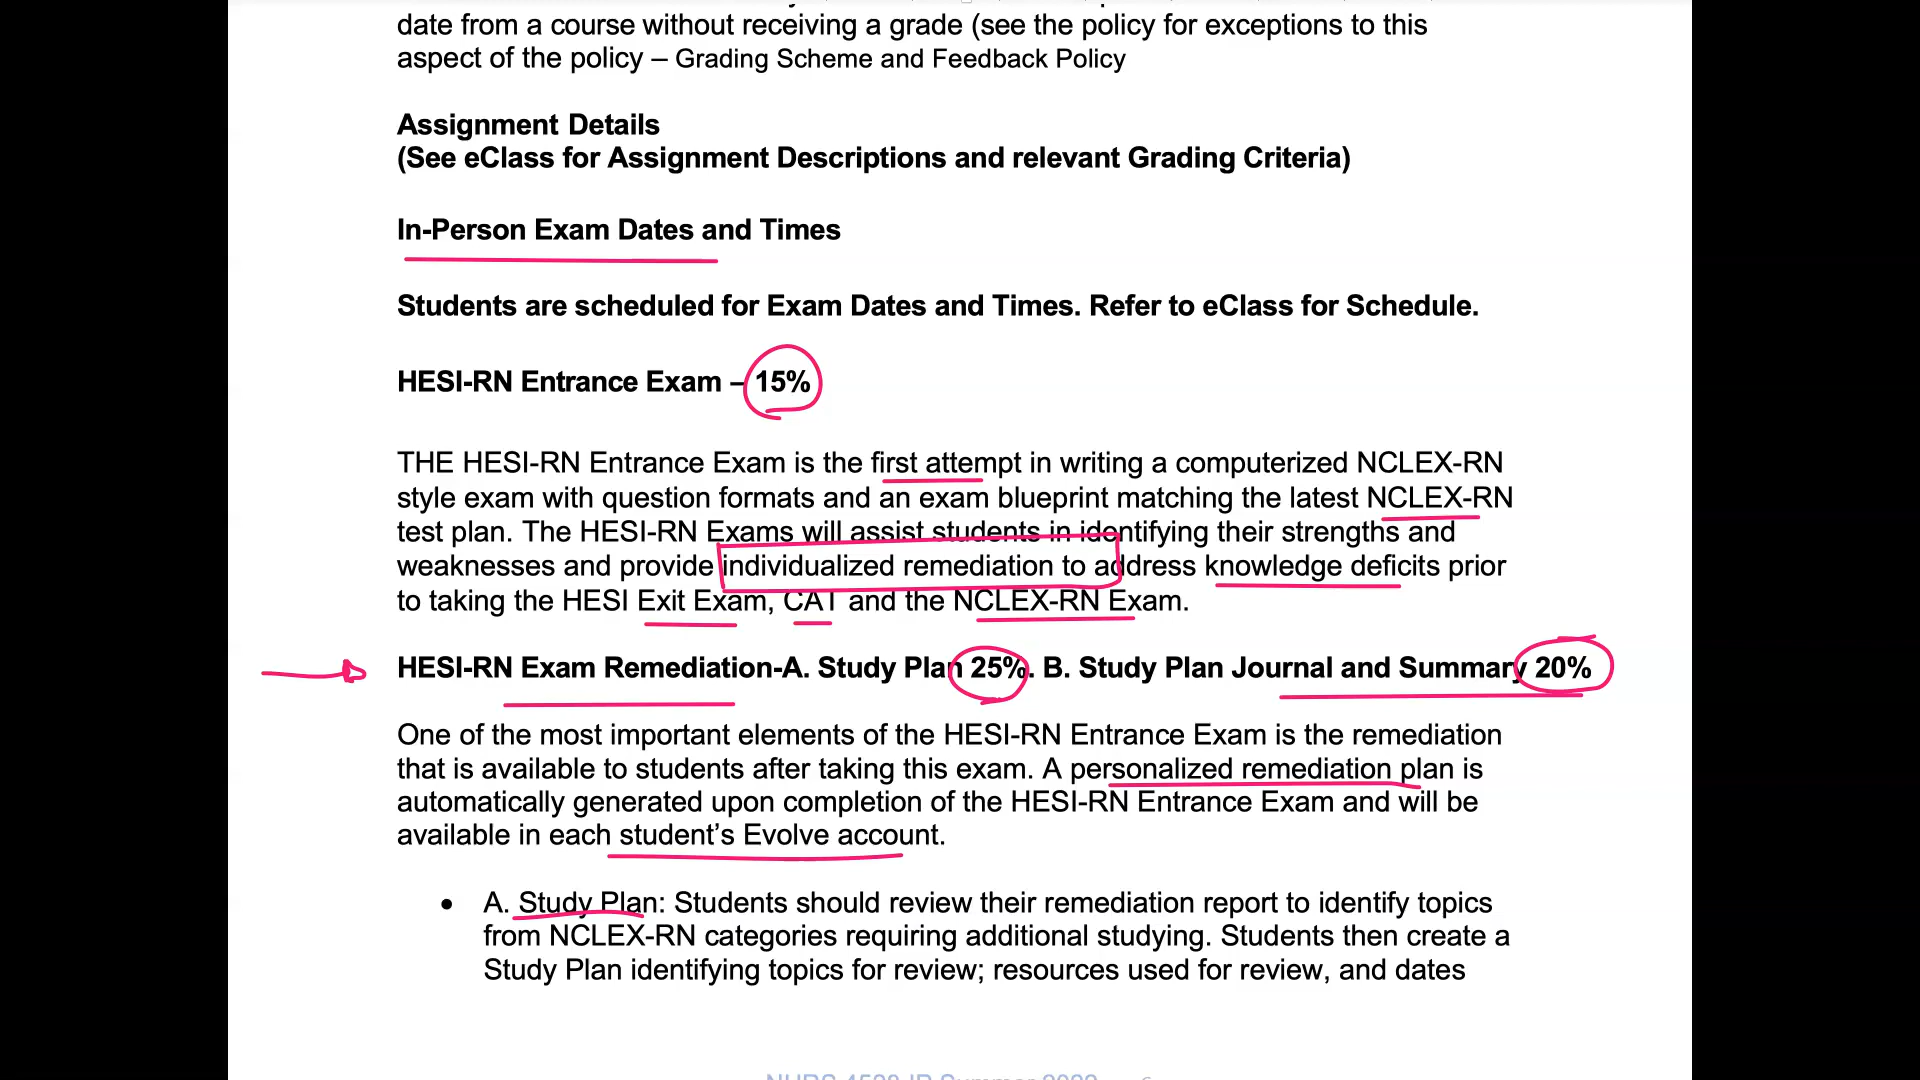 date from a course without receiving a grade (see the policy for exceptions to this
aspect of the policy – Grading Scheme and Feedback Policy
Assignment Details
(See eClass for Assignment Descriptions and relevant Grading Criteria)
In-Person Exam Dates and Times
Students are scheduled for Exam Dates and Times. Refer to eClass for Schedule.
HESI-RN Entrance Exam – 15%
THE HESI-RN Entrance Exam is the first attempt in writing a computerized NCLEX-RN
style exam with question formats and an exam blueprint matching the latest NCLEX-RN
test plan. The HESI-RN Exams will assist students in identifying their strengths and
weaknesses and provide individualized remediation to address knowledge deficits prior
to taking the HESI Exit Exam, CAT and the NCLEX-RN Exam.
HESI-RN Exam Remediation-A. Study Plan 25%. B. Study Plan Journal and Summary 20%
One of the most important elements of the HESI-RN Entrance Exam is the remediation
that is available to students after taking this exam. A personalized remediation plan is
automatically generated upon completion of the HESI-RN Entrance Exam and will be
available in each student’s Evolve account.
• A. Study Plan: Students should review their remediation report to identify topics
from NCLEX-RN categories requiring additional studying. Students then create a
Study Plan identifying topics for review; resources used for review, and dates